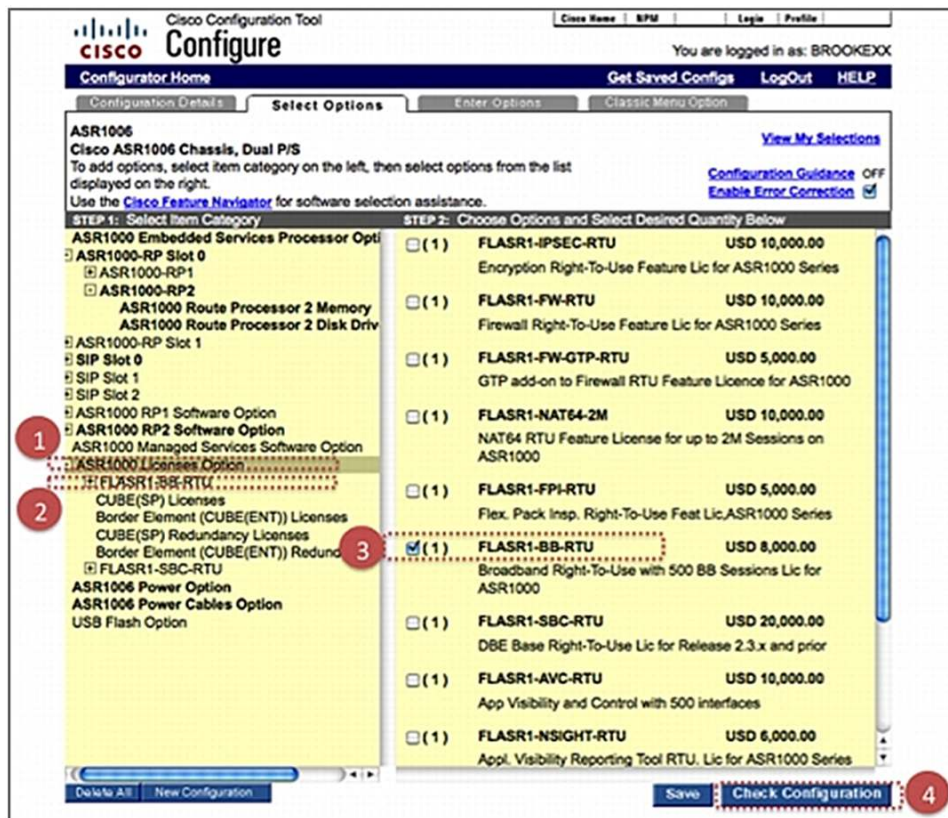 Cisco Configuration Tool
CISCO
Configure
Cisco Home | NPM | Login | Profile
You are logged in as: BROOKEXX
Configurator Home
Get Saved Configs LogOut HELP
Configuration Details
Select Options
Enter Options
Classic Menu Option
ASR1006
Cisco ASR1006 Chassis, Dual P/S
To add options, select item category on the left, then select options from the list
displayed on the right.
Use the Cisco Feature Navigator for software selection assistance.
View My Selections
Configuration Guidance OFF
Enable Error Correction
STEP 1: Select Item Category
ASR1000 Embedded Services Processor Opti
ASR1000-RP Slot 0
ASR1000-RP1
ASR1000-RP2
ASR1000 Route Processor 2 Memory
ASR1000 Route Processor 2 Disk Driv
ASR1000-RP Slot 1
SIP Slot 0
SIP Slot 1
SIP Slot 2
ASR1000 RP1 Software Option
ASR1000 RP2 Software Option
ASR1000 Managed Services Software Option
1
ASR1000 Licenses Option
2
FLASR1-BB-RTU
CUBE(SP) Licenses
Border Element (CUBE(ENT)) Licenses
CUBE(SP) Redundancy Licenses
Border Element (CUBE(ENT)) Redund
FLASR1-SBC-RTU
ASR1006 Power Option
ASR1006 Power Cables Option
USB Flash Option
STEP 2: Choose Options and Select Desired Quantity Below
(1) FLASR1-IPSEC-RTU USD 10,000.00
Encryption Right-To-Use Feature Lic for ASR1000 Series
(1) FLASR1-FW-RTU USD 10,000.00
Firewall Right-To-Use Feature Lic for ASR1000 Series
(1) FLASR1-FW-GTP-RTU USD 5,000.00
GTP add-on to Firewall RTU Feature Licence for ASR1000
(1) FLASR1-NAT64-2M USD 10,000.00
NAT64 RTU Feature License for up to 2M Sessions on
ASR1000
(1) FLASR1-FPI-RTU USD 5,000.00
Flex. Pack Insp. Right-To-Use Feat Lic,ASR1000 Series
3
(1) FLASR1-BB-RTU USD 8,000.00
Broadband Right-To-Use with 500 BB Sessions Lic for
ASR1000
(1) FLASR1-SBC-RTU USD 20,000.00
DBE Base Right-To-Use Lic for Release 2.3.x and prior
(1) FLASR1-AVC-RTU USD 10,000.00
App Visibility and Control with 500 interfaces
(1) FLASR1-NSIGHT-RTU USD 6,000.00
Appl. Visibility Reporting Tool RTU. Lic for ASR1000 Series
Delete All
New Configuration
Save
Check Configuration
4